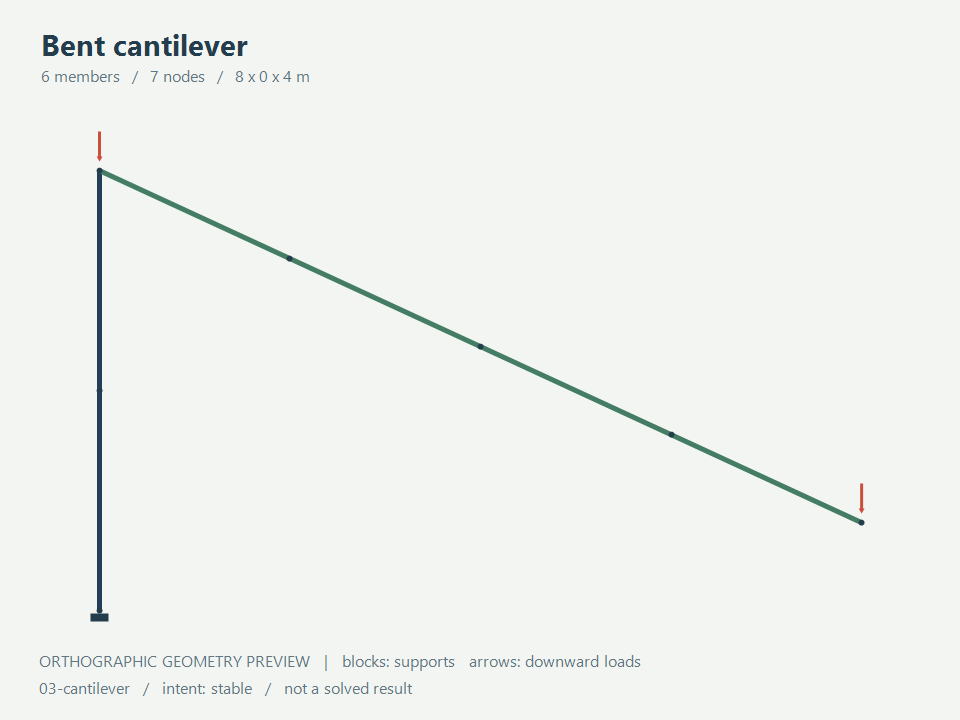 Bent cantilever
6 members / 7 nodes / 8 x 0 x 4 m
ORTHOGRAPHIC GEOMETRY PREVIEW | blocks: supports arrows: downward loads
03-cantilever / intent: stable / not a solved result